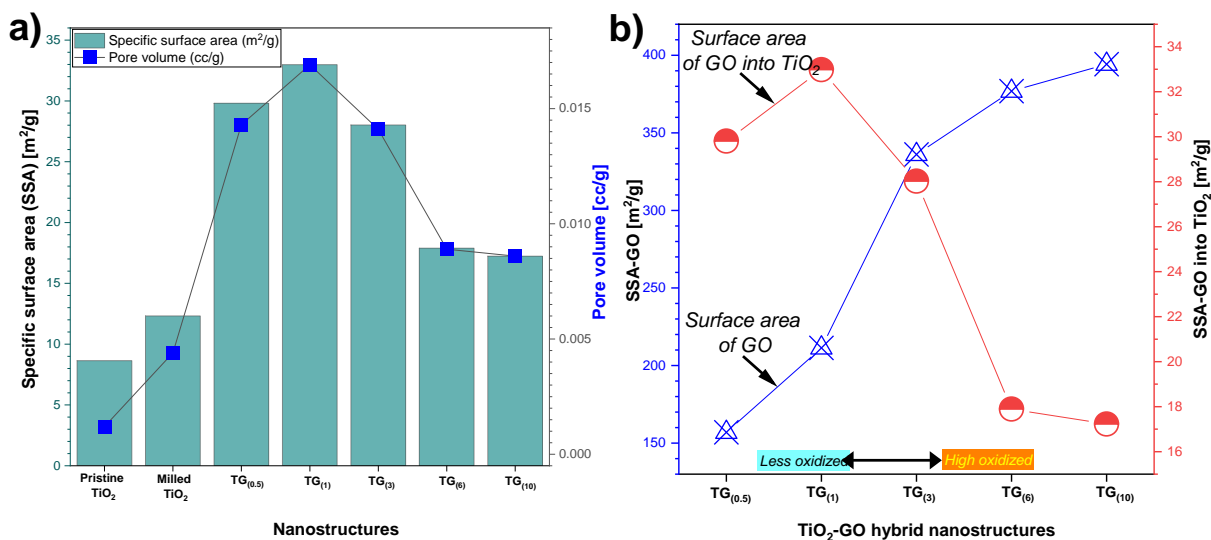 a)
Specific surface area (m²/g)
Pore volume (cc/g)
Specific surface area (SSA) [m²/g]
35
30
25
20
15
10
5
0
Pore volume [cc/g]
0.015
0.010
0.005
0.000
Pristine TiO₂
Milled TiO₂
TG(0.5)
TG(1)
TG(3)
TG(6)
TG(10)
Nanostructures
b)
Surface area
of GO into TiO₂
Surface area
of GO
Less oxidized
High oxidized
SSA-GO [m²/g]
400
350
300
250
200
150
SSA-GO into TiO₂ [m²/g]
34
32
30
28
26
24
22
20
18
16
TG(0.5)
TG(1)
TG(3)
TG(6)
TG(10)
TiO₂-GO hybrid nanostructures